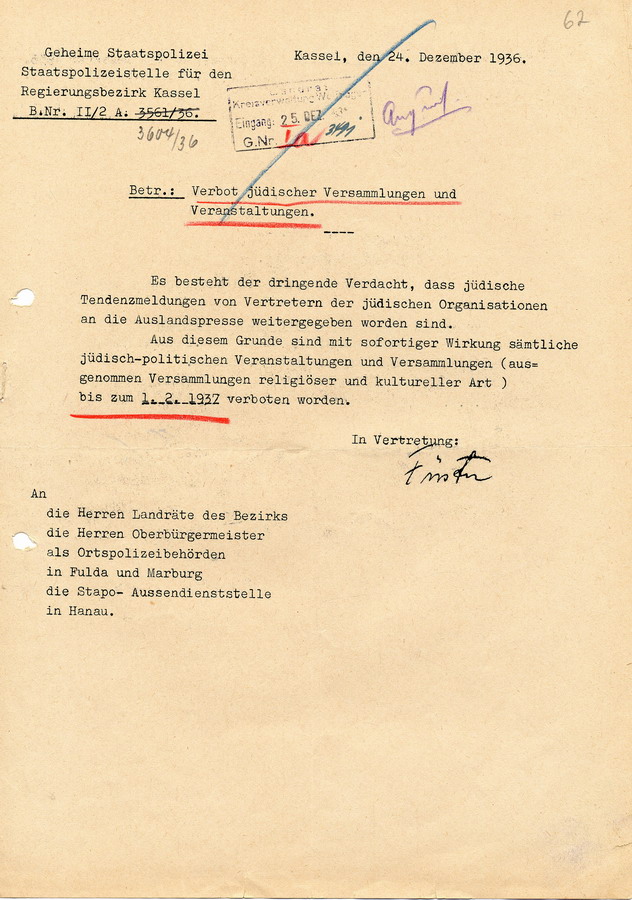 62
Geheime Staatspolizei
Staatspolizeistelle für den
Regierungsbezirk Kassel
B.Nr. II/2 A: 3561/36.
3604/36
Kassel, den 24. Dezember 1936.
Landrat
Kreisverwaltung
Eingang: 25. DEZ.
G.Nr. 3491
Betr.: Verbot jüdischer Versammlungen und
Veranstaltungen.
----
Es besteht der dringende Verdacht, dass jüdische
Tendenzmeldungen von Vertretern der jüdischen Organisationen
an die Auslandspresse weitergegeben worden sind.
Aus diesem Grunde sind mit sofortiger Wirkung sämtliche
jüdisch-politischen Veranstaltungen und Versammlungen (aus=
genommen Versammlungen religiöser und kultureller Art )
bis zum 1. 2. 1937 verboten worden.
In Vertretung:
An
die Herren Landräte des Bezirks
die Herren Oberbürgermeister
als Ortspolizeibehörden
in Fulda und Marburg
die Stapo- Aussendienststelle
in Hanau.